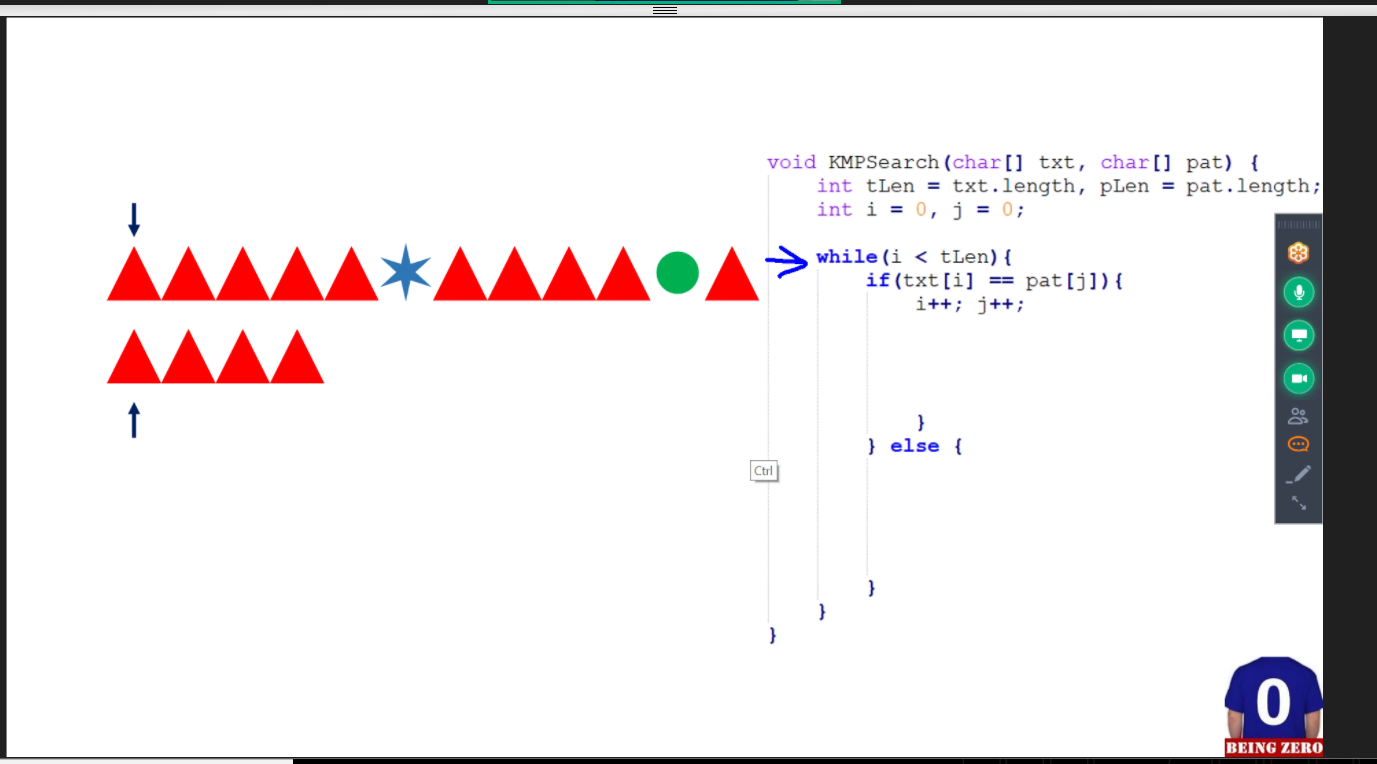 void KMPSearch(char[] txt, char[] pat) {
int tLen = txt.length, pLen = pat.length;
int i = 0, j = 0;
while(i < tLen){
if(txt[i] == pat[j]){
i++; j++;
}
} else {
Ctrl
}
}
}
0
BEING ZERO